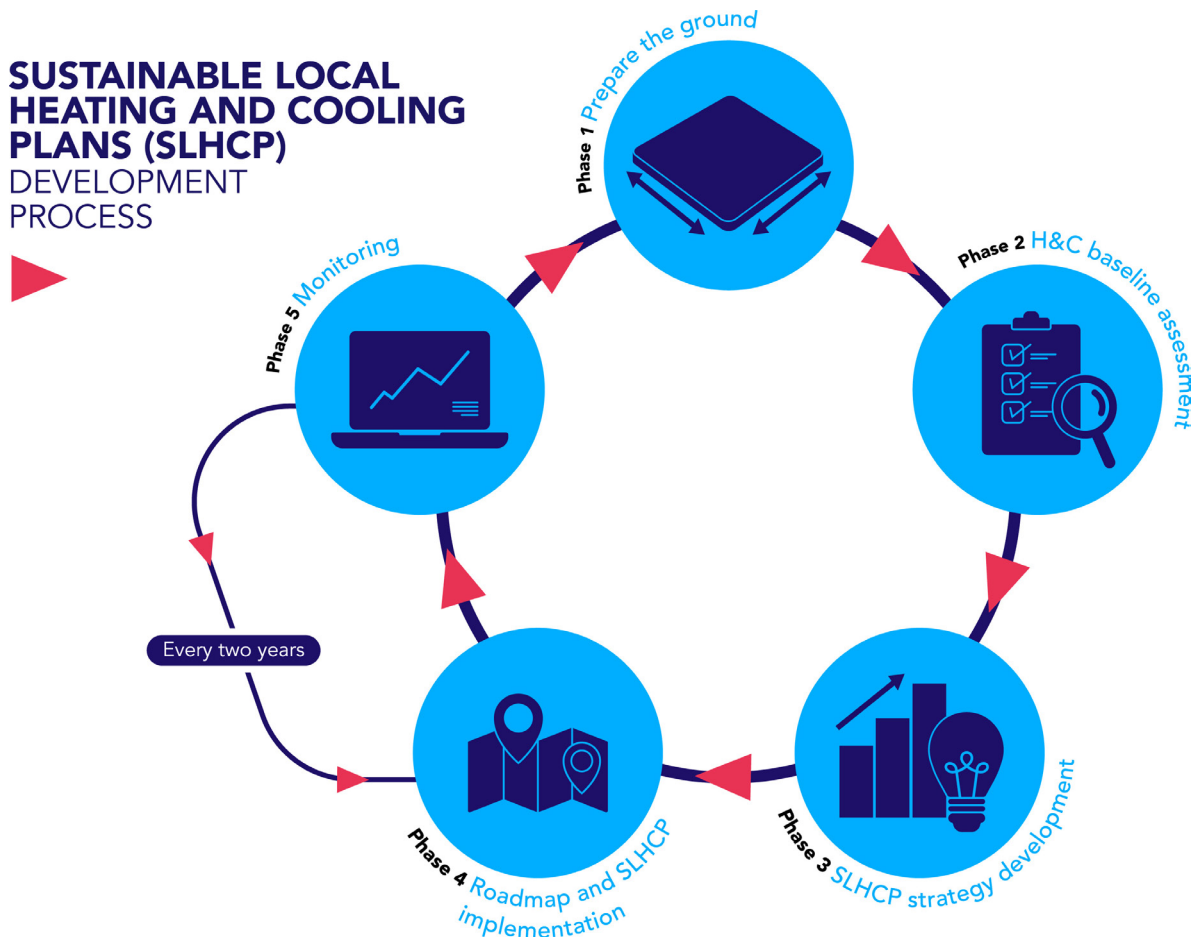 SUSTAINABLE LOCAL
HEATING AND COOLING
PLANS (SLHCP)
DEVELOPMENT
PROCESS
Phase 1 Prepare the ground
Phase 2 H&C baseline assessment
Phase 3 SLHCP strategy development
Phase 4 Roadmap and SLHCP
implementation
Phase 5 Monitoring
Every two years